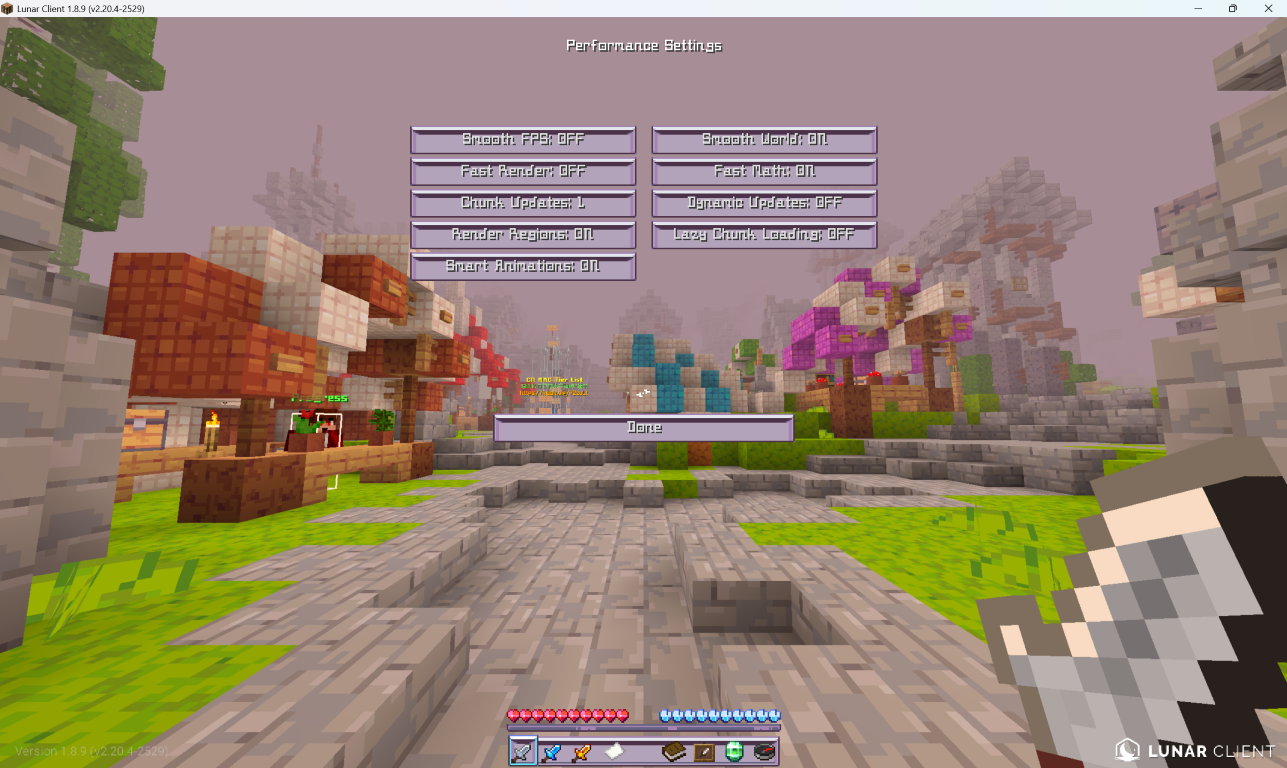 Lunar Client 1.8.9 (v2.20.4-2529)
Performance Settings
Smooth FPS: OFF
Smooth World: ON
Fast Render: OFF
Fast Math: ON
Chunk Updates: 1
Dynamic Updates: OFF
Render Regions: ON
Lazy Chunk Loading: OFF
Smart Animations: ON
Tier List
Done
Version 1.8.9 (v2.20.4-2529)
LUNAR CLIENT